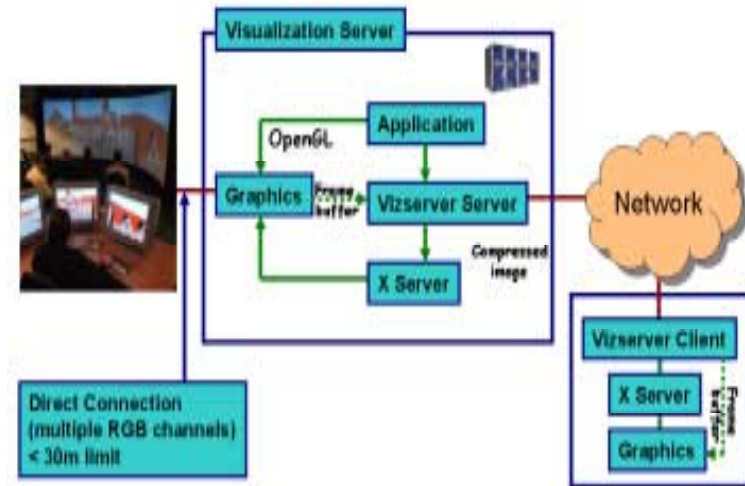 Visualization Server
Application
OpenGL
Graphics
Frame
buffer
Vizserver Server
Network
Compressed
image
X Server
Vizserver Client
X Server
Frame
buffer
Graphics
Direct Connection
(multiple RGB channels)
< 30m limit